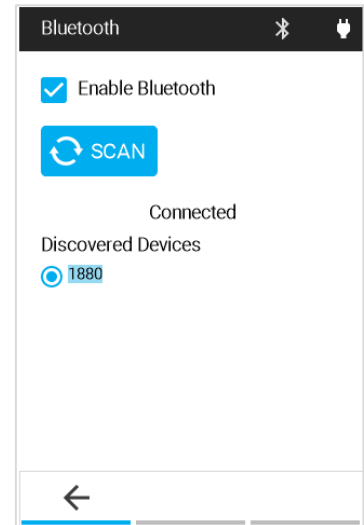 Bluetooth
Enable Bluetooth
SCAN
Connected
Discovered Devices
1880